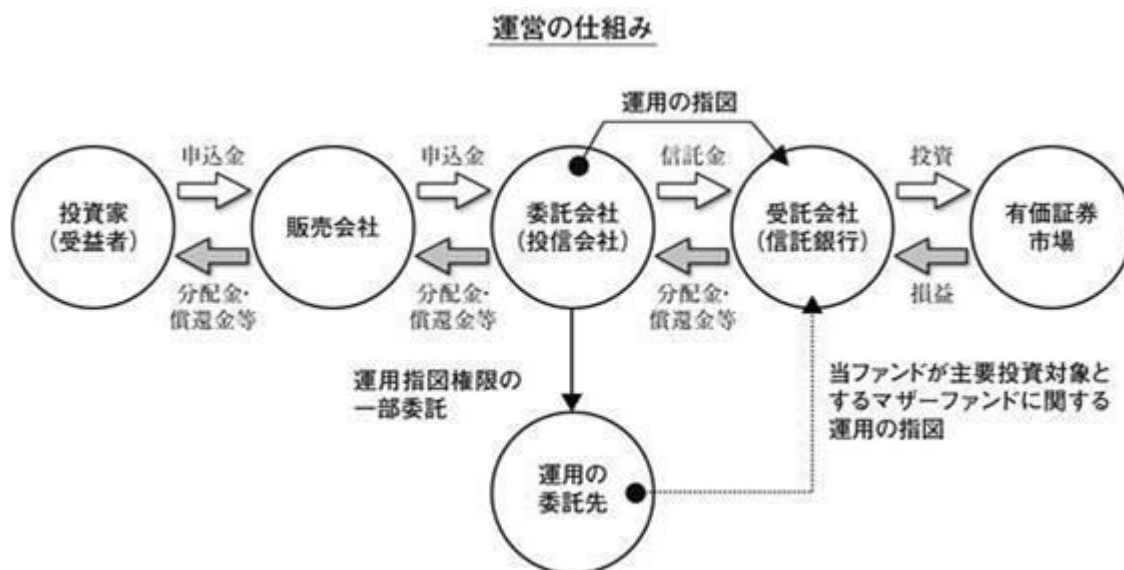 運営の仕組み
運用の指図
申込金
申込金
信託金
投資
投資家
(受益者)
販売会社
委託会社
(投信会社)
受託会社
(信託銀行)
有価証券
市場
分配金・
償還金等
分配金・
償還金等
分配金・
償還金等
損益
運用指図権限の
一部委託
当ファンドが主要投資対象と
するマザーファンドに関する
運用の指図
運用の
委託先